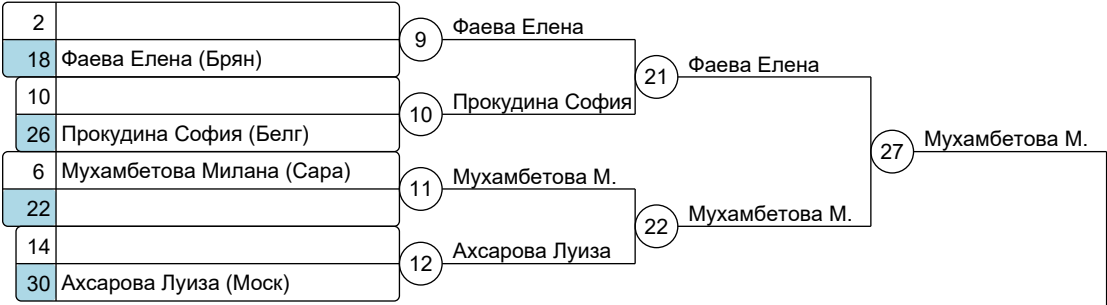 2
9
Фаева Елена
18 Фаева Елена (Брян)
21
Фаева Елена
10
10
Прокудина София
26 Прокудина София (Белг)
27
Мухамбетова М.
6 Мухамбетова Милана (Сара)
11
Мухамбетова М.
22
22
Мухамбетова М.
14
12
Ахсарова Луиза
30 Ахсарова Луиза (Моск)